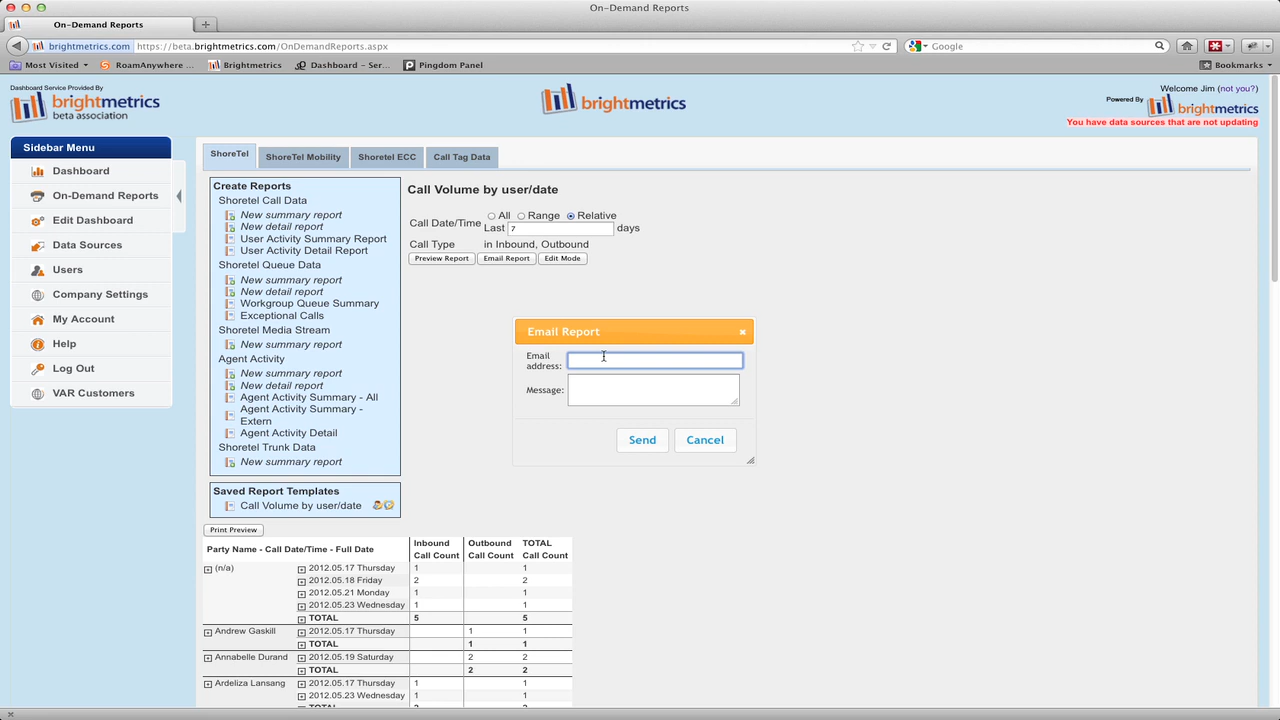 On-Demand Reports
On-Demand Reports
brightmetrics.com https://beta.brightmetrics.com/OnDemandReports.aspx
Google
Most Visited
RoamAnywhere ...
Brightmetrics
Dashboard – Ser...
Pingdom Panel
Bookmarks
Dashboard Service Provided By
brightmetrics
beta association
brightmetrics
Welcome Jim (not you?)
Powered By
brightmetrics
You have data sources that are not updating
Sidebar Menu
Dashboard
On-Demand Reports
Edit Dashboard
Data Sources
Users
Company Settings
My Account
Help
Log Out
VAR Customers
ShoreTel
ShoreTel Mobility
Shoretel ECC
Call Tag Data
Create Reports
Shoretel Call Data
New summary report
New detail report
User Activity Summary Report
User Activity Detail Report
Shoretel Queue Data
New summary report
New detail report
Workgroup Queue Summary
Exceptional Calls
Shoretel Media Stream
New summary report
Agent Activity
New summary report
New detail report
Agent Activity Summary - All
Agent Activity Summary -
Extern
Agent Activity Detail
Shoretel Trunk Data
New summary report
Saved Report Templates
Call Volume by user/date
Call Volume by user/date
Call Date/Time All Range Relative
Last 7 days
Call Type in Inbound, Outbound
Preview Report Email Report Edit Mode
Email Report
Email
address:
Message:
Send Cancel
Print Preview
Party Name - Call Date/Time - Full Date
Inbound Outbound TOTAL
Call Count Call Count Call Count
(n/a) 2012.05.17 Thursday 1 1
2012.05.18 Friday 2 2
2012.05.21 Monday 1 1
2012.05.23 Wednesday 1 1
TOTAL 5 5
Andrew Gaskill 2012.05.17 Thursday 1 1
TOTAL 1 1
Annabelle Durand 2012.05.19 Saturday 2 2
TOTAL 2 2
Ardeliza Lansang 2012.05.17 Thursday 1 1
2012.05.23 Wednesday 1 1